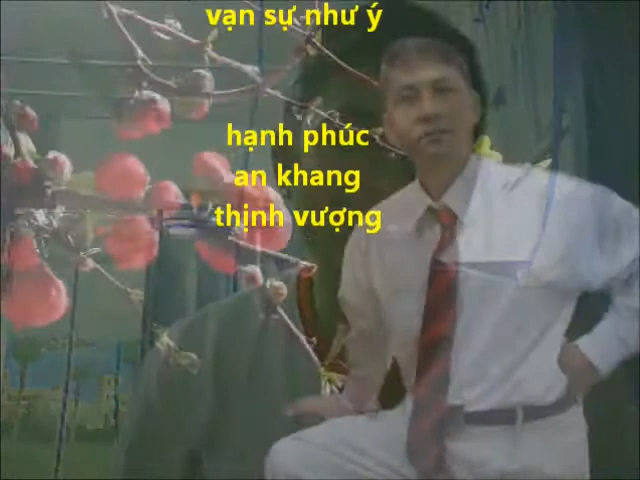 vạn sự như ý
hạnh phúc
an khang
thịnh vượng